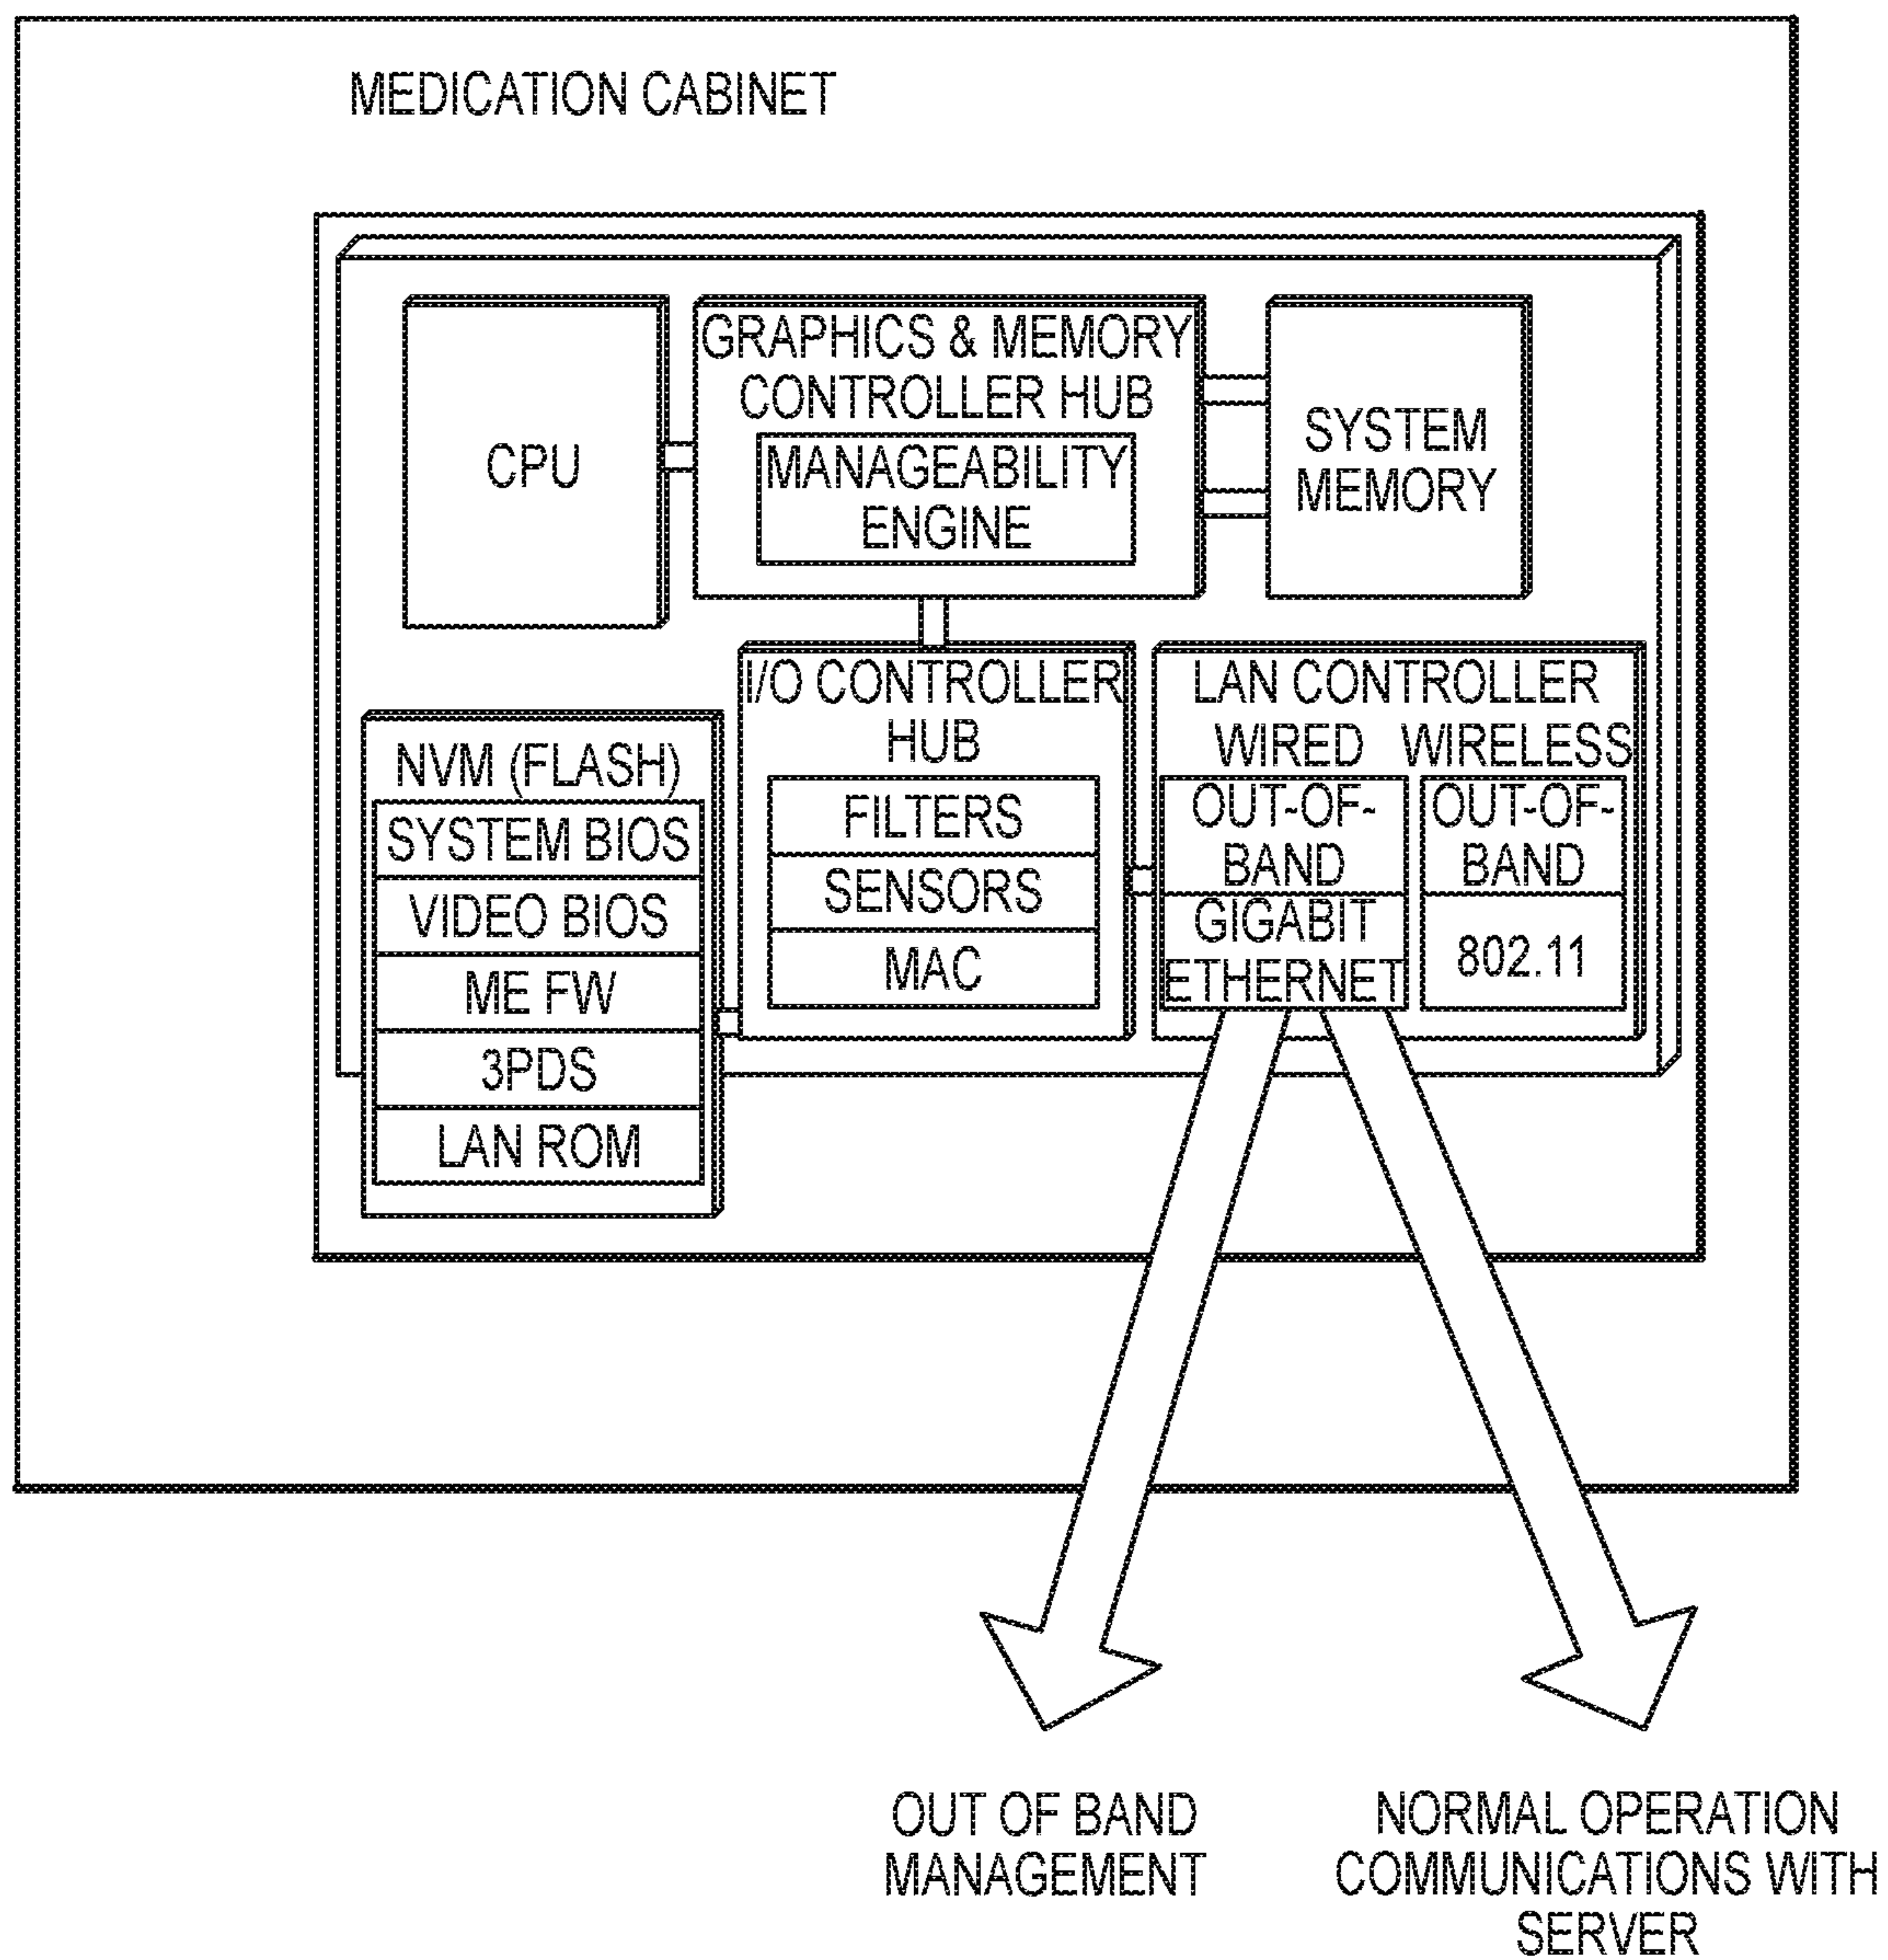 MEDICATION CABINET
CPU
GRAPHICS & MEMORY
CONTROLLER HUB
MANAGEABILITY
ENGINE
SYSTEM
MEMORY
NVM (FLASH)
SYSTEM BIOS
VIDEO BIOS
ME FW
3PDS
LAN ROM
I/O CONTROLLER
HUB
FILTERS
SENSORS
MAC
LAN CONTROLLER
WIRED
OUT-OF-
BAND
GIGABIT
ETHERNET
WIRELESS
OUT-OF-
BAND
802.11
OUT OF BAND
MANAGEMENT
NORMAL OPERATION
COMMUNICATIONS WITH
SERVER